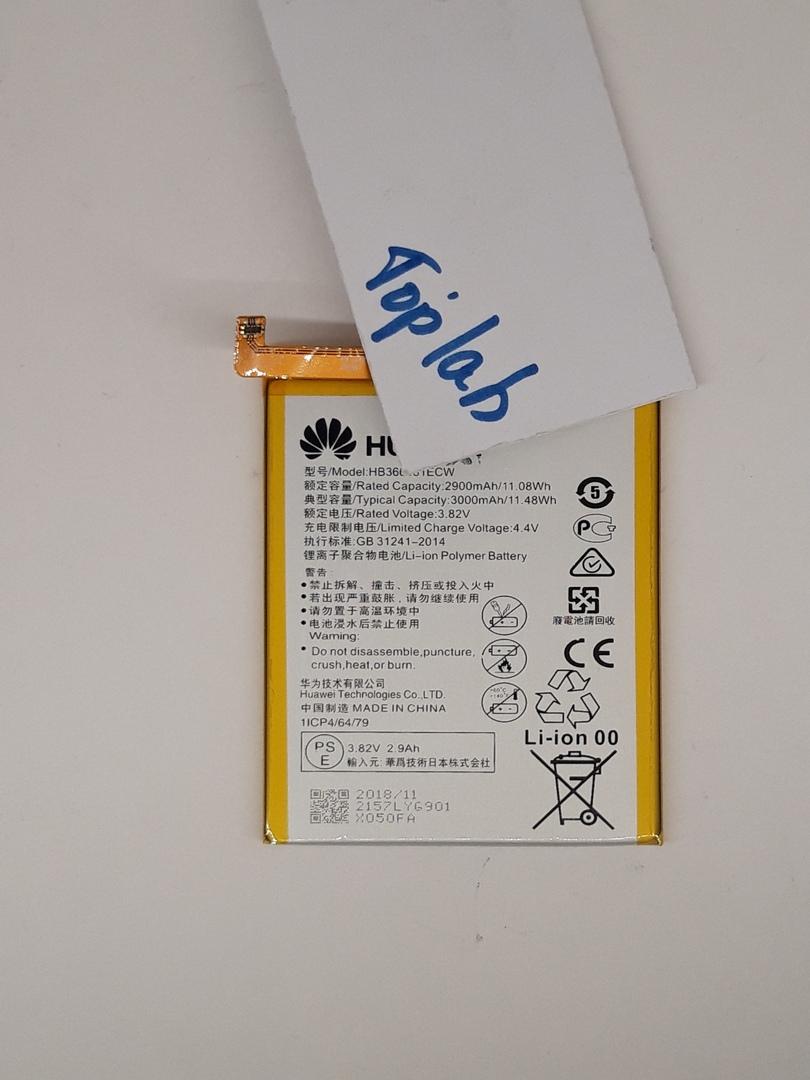 Top lab
型号/Model:
额定容量/Rated Capacity:2900mAh/11.08Wh
典型容量/Typical Capacity:3000mAh/11.48Wh
额定电压/Rated Voltage:3.82V
充电限制电压/Limited Charge Voltage:4.4V
执行标准:GB 31241-2014
锂离子聚合物电池/Li-ion Polymer Battery
5
PC
警告:
•禁止拆解、撞击、挤压或投入火中
•若出现严重鼓胀，请勿继续使用
•请勿置于高温环境中
•电池浸水后禁止使用
Warning:
• Do not disassemble,puncture,
crush,heat,or burn.
廢電池請回收
CE
华为技术有限公司
Huawei Technologies Co.,LTD.
中国制造 MADE IN CHINA
1ICP4/64/79
Li-ion 00
PS
E
3.82V 2.9Ah
輸入元: 華爲技術日本株式会社
2018/11
2157LYG901
X050FA